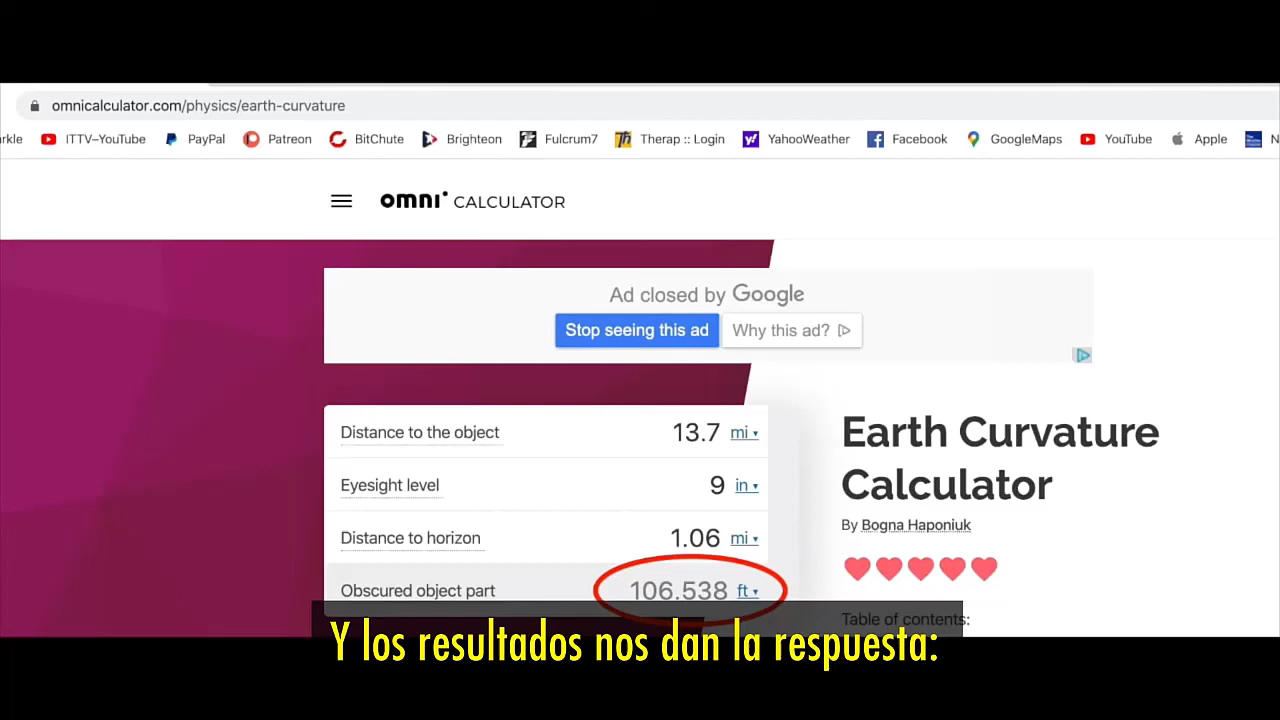 omnicalculator.com/physics/earth-curvature
rkle ITTV–YouTube PayPal Patreon BitChute Brighteon Fulcrum7 Therap :: Login YahooWeather Facebook GoogleMaps YouTube Apple N
omni CALCULATOR
Ad closed by Google
Stop seeing this ad Why this ad?
Distance to the object 13.7 mi
Eyesight level 9 in
Distance to horizon 1.06 mi
Obscured object part 106.538 ft
Earth Curvature
Calculator
By Bogna Haponiuk
Table of contents:
Y los resultados nos dan la respuesta: